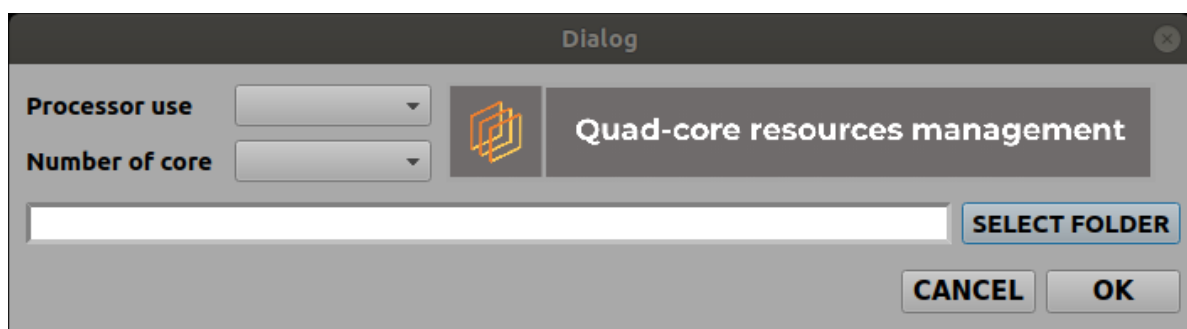 Dialog
Processor use
Quad-core resources management
Number of core
SELECT FOLDER
CANCEL OK